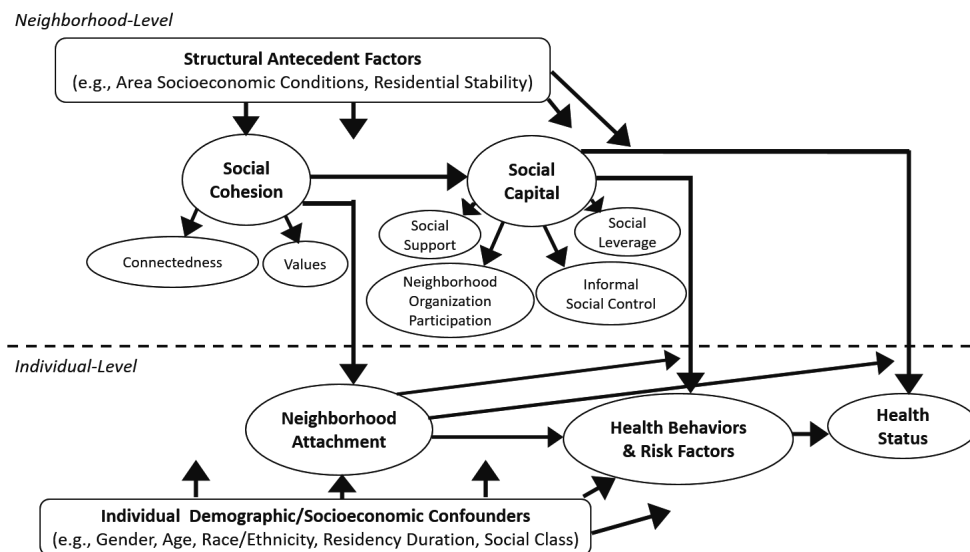 Neighborhood-Level
Structural Antecedent Factors
(e.g., Area Socioeconomic Conditions, Residential Stability)
Social
Cohesion
Social
Capital
Connectedness
Values
Social
Support
Social
Leverage
Neighborhood
Organization
Participation
Informal
Social Control
Individual-Level
Neighborhood
Attachment
Health Behaviors
& Risk Factors
Health
Status
Individual Demographic/Socioeconomic Confounders
(e.g., Gender, Age, Race/Ethnicity, Residency Duration, Social Class)